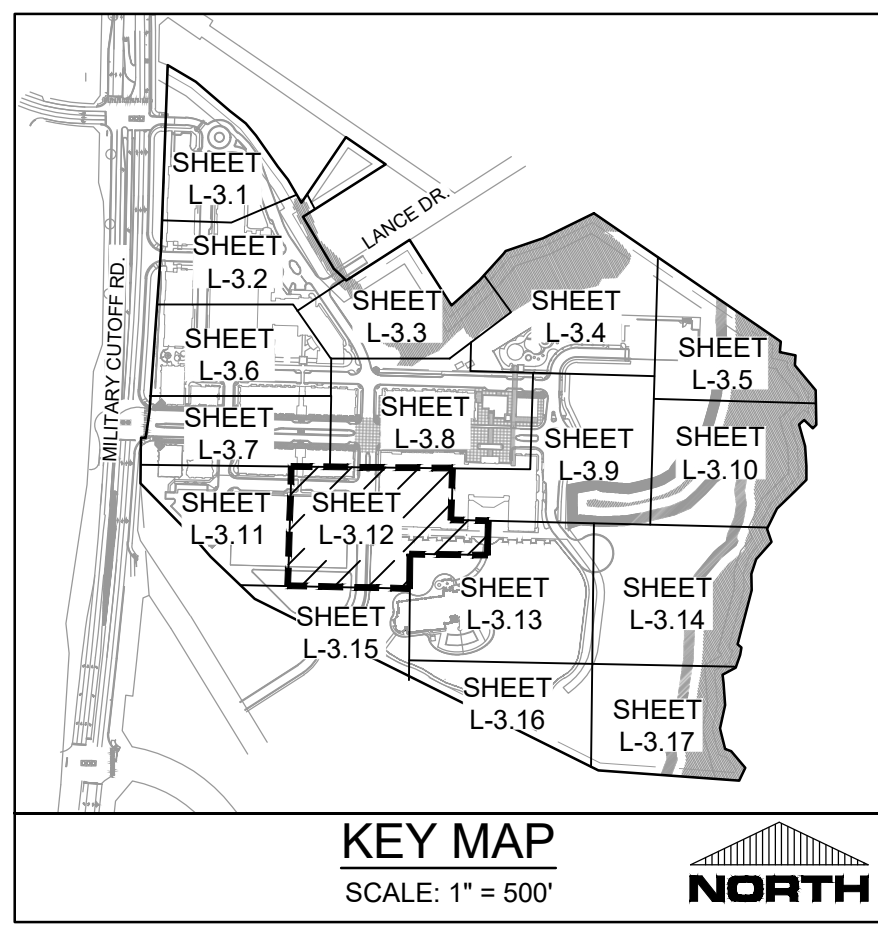 SHEET
L-3.1
LANCE DR.
SHEET
L-3.2
MILITARY CUTOFF RD.
SHEET
L-3.3
SHEET
L-3.4
SHEET
L-3.5
SHEET
L-3.6
SHEET
L-3.7
SHEET
L-3.8
SHEET
L-3.9
SHEET
L-3.10
SHEET
L-3.11
SHEET
L-3.12
SHEET
L-3.13
SHEET
L-3.14
SHEET
L-3.15
SHEET
L-3.16
SHEET
L-3.17
KEY MAP
SCALE: 1" = 500'
NORTH